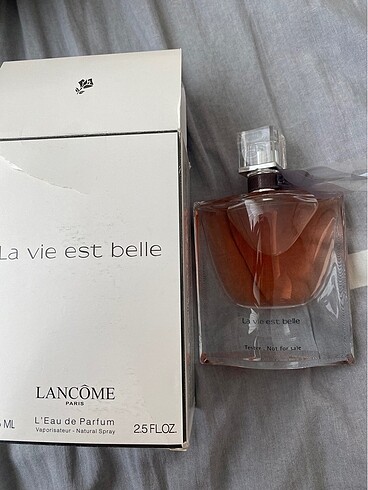 La vie est belle
LANCÔME
PARIS
L'Eau de Parfum
Vaporisateur - Natural Spray
ML
2.5 FL.OZ.
La vie est belle
Tester - Not for sale